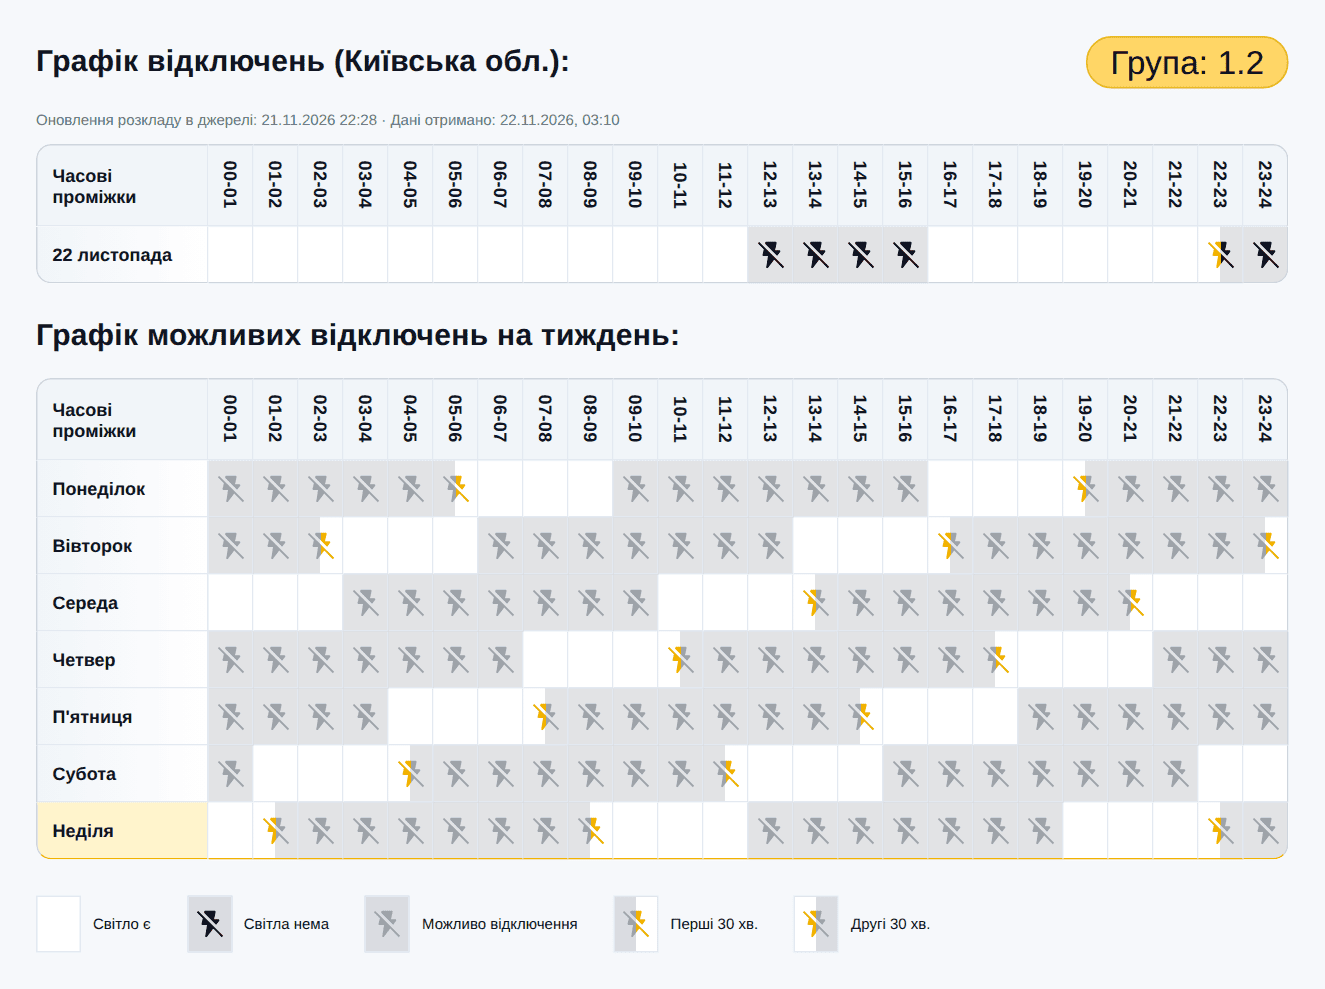 Графік відключень (Київська обл.):
Група: 1.2
Оновлення розкладу в джерелі: 21.11.2026 22:28 · Дані отримано: 22.11.2026, 03:10
Часові
проміжки
00-01 01-02 02-03 03-04 04-05 05-06 06-07 07-08 08-09 09-10 10-11 11-12 12-13 13-14 14-15 15-16 16-17 17-18 18-19 19-20 20-21 21-22 22-23 23-24
22 листопада
Графік можливих відключень на тиждень:
Часові
проміжки
00-01 01-02 02-03 03-04 04-05 05-06 06-07 07-08 08-09 09-10 10-11 11-12 12-13 13-14 14-15 15-16 16-17 17-18 18-19 19-20 20-21 21-22 22-23 23-24
Понеділок
Вівторок
Середа
Четвер
П'ятниця
Субота
Неділя
Світло є
Світла нема
Можливо відключення
Перші 30 хв.
Другі 30 хв.